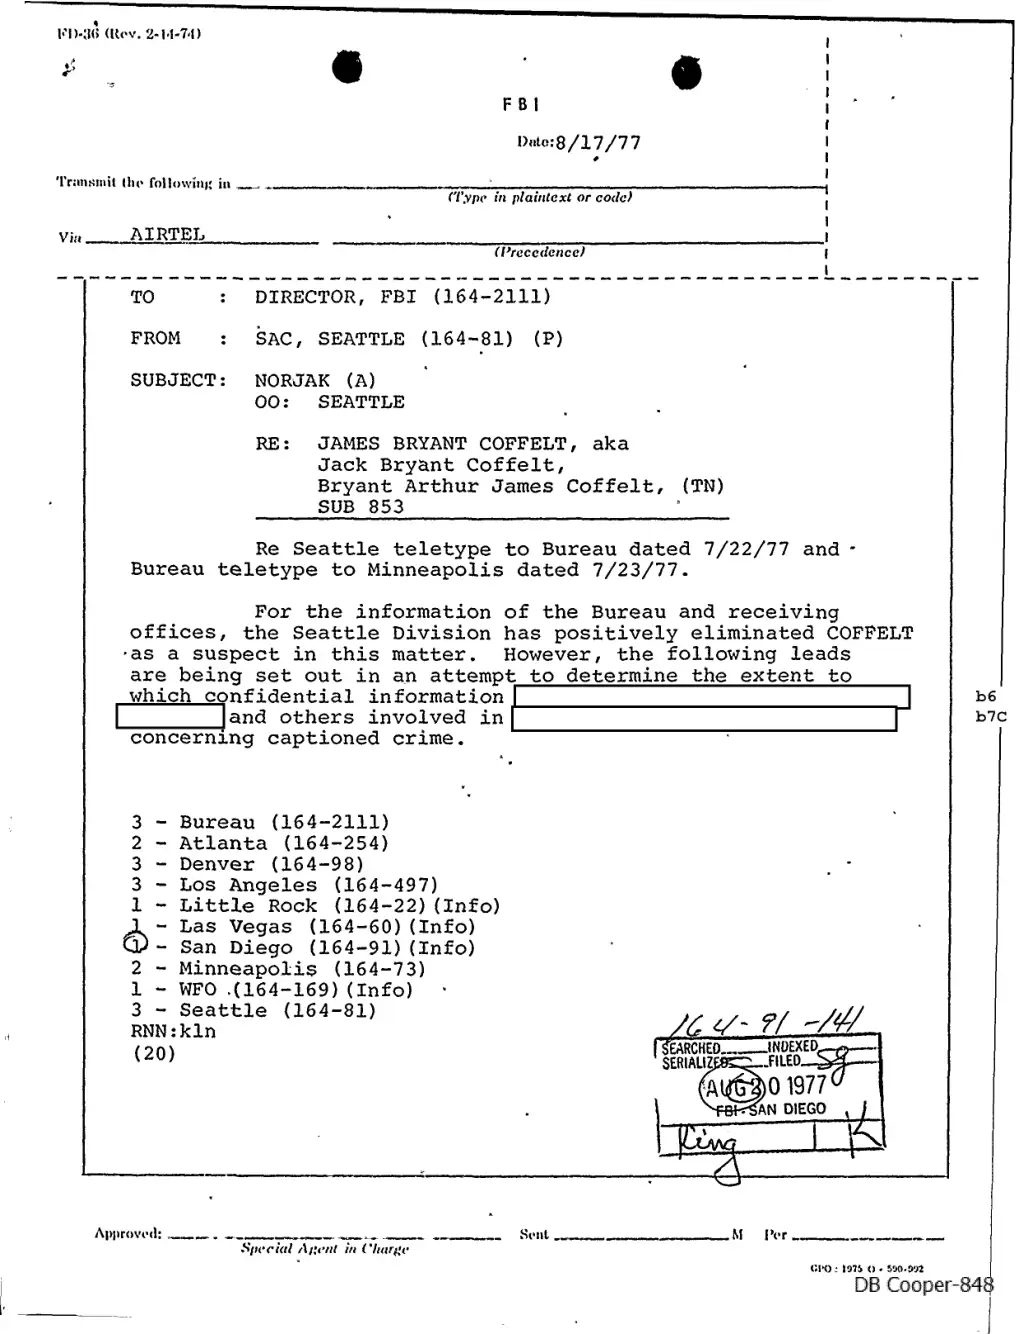 FD-36 (Rev. 2-14-74)
FBI
Date: 8/17/77
Transmit the following in
(Type in plaintext or code)
Via AIRTEL
(Precedence)
TO : DIRECTOR, FBI (164-2111)
FROM : SAC, SEATTLE (164-81) (P)
SUBJECT: NORJAK (A)
OO: SEATTLE
RE: JAMES BRYANT COFFELT, aka
Jack Bryant Coffelt,
Bryant Arthur James Coffelt, (TN)
SUB 853
Re Seattle teletype to Bureau dated 7/22/77 and
Bureau teletype to Minneapolis dated 7/23/77.
For the information of the Bureau and receiving
offices, the Seattle Division has positively eliminated COFFELT
as a suspect in this matter. However, the following leads
are being set out in an attempt to determine the extent to
which confidential information
b6
and others involved in
b7C
concerning captioned crime.
3 - Bureau (164-2111)
2 - Atlanta (164-254)
3 - Denver (164-98)
3 - Los Angeles (164-497)
1 - Little Rock (164-22)(Info)
1 - Las Vegas (164-60)(Info)
1 - San Diego (164-91)(Info)
2 - Minneapolis (164-73)
1 - WFO (164-169)(Info)
3 - Seattle (164-81)
RNN:kln
(20)
164-91-141
SEARCHED INDEXED
SERIALIZED FILED
AUG 20 1977
FBI-SAN DIEGO
King
Approved: Sent M Per
Special Agent in Charge
GPO : 1975 O - 590-992
DB Cooper-848